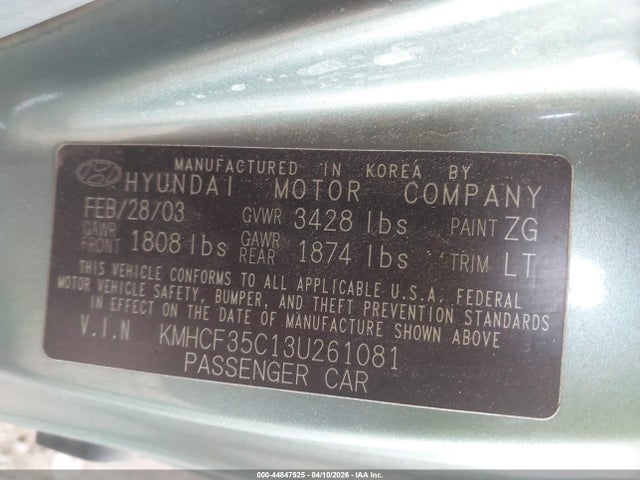 MANUFACTURED IN KOREA BY
HYUNDAI MOTOR COMPANY
FEB/28/03 GVWR 3428 lbs PAINT ZG
GAWR FRONT 1808 lbs GAWR REAR 1874 lbs TRIM LT
THIS VEHICLE CONFORMS TO ALL APPLICABLE U.S.A. FEDERAL
MOTOR VEHICLE SAFETY, BUMPER, AND THEFT PREVENTION STANDARDS
IN EFFECT ON THE DATE OF MANUFACTURE SHOWN ABOVE.
V.I.N KMHCF35C13U261081
PASSENGER CAR
000-44847525 - 04/10/2026 - IAA Inc.